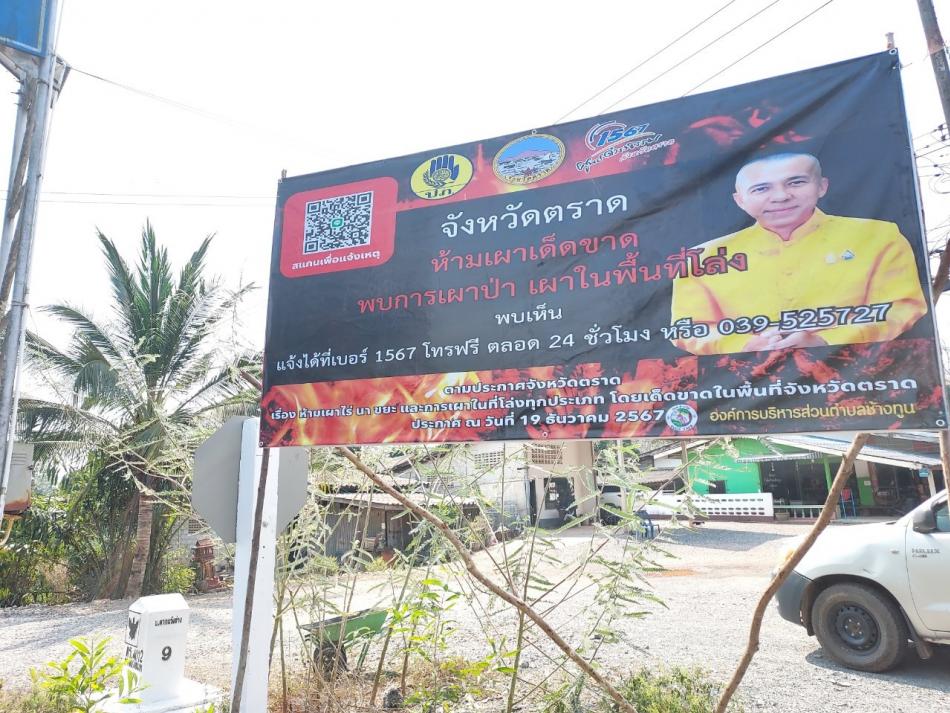 ปภ
1567
สแกนเพื่อแจ้งเหตุ
จังหวัดตราด
ห้ามเผาเด็ดขาด
พบการเผาป่า เผาในพื้นที่โล่ง
พบเห็น
แจ้งได้ที่เบอร์ 1567 โทรฟรี ตลอด 24 ชั่วโมง หรือ 039-525727
ตามประกาศจังหวัดตราด
เรื่อง ห้ามเผาไร่ นา ขยะ และการเผาในที่โล่งทุกประเภท โดยเด็ดขาดในพื้นที่จังหวัดตราด
ประกาศ ณ วันที่ 19 ธันวาคม 2567
องค์การบริหารส่วนตำบลช้างทูน
9